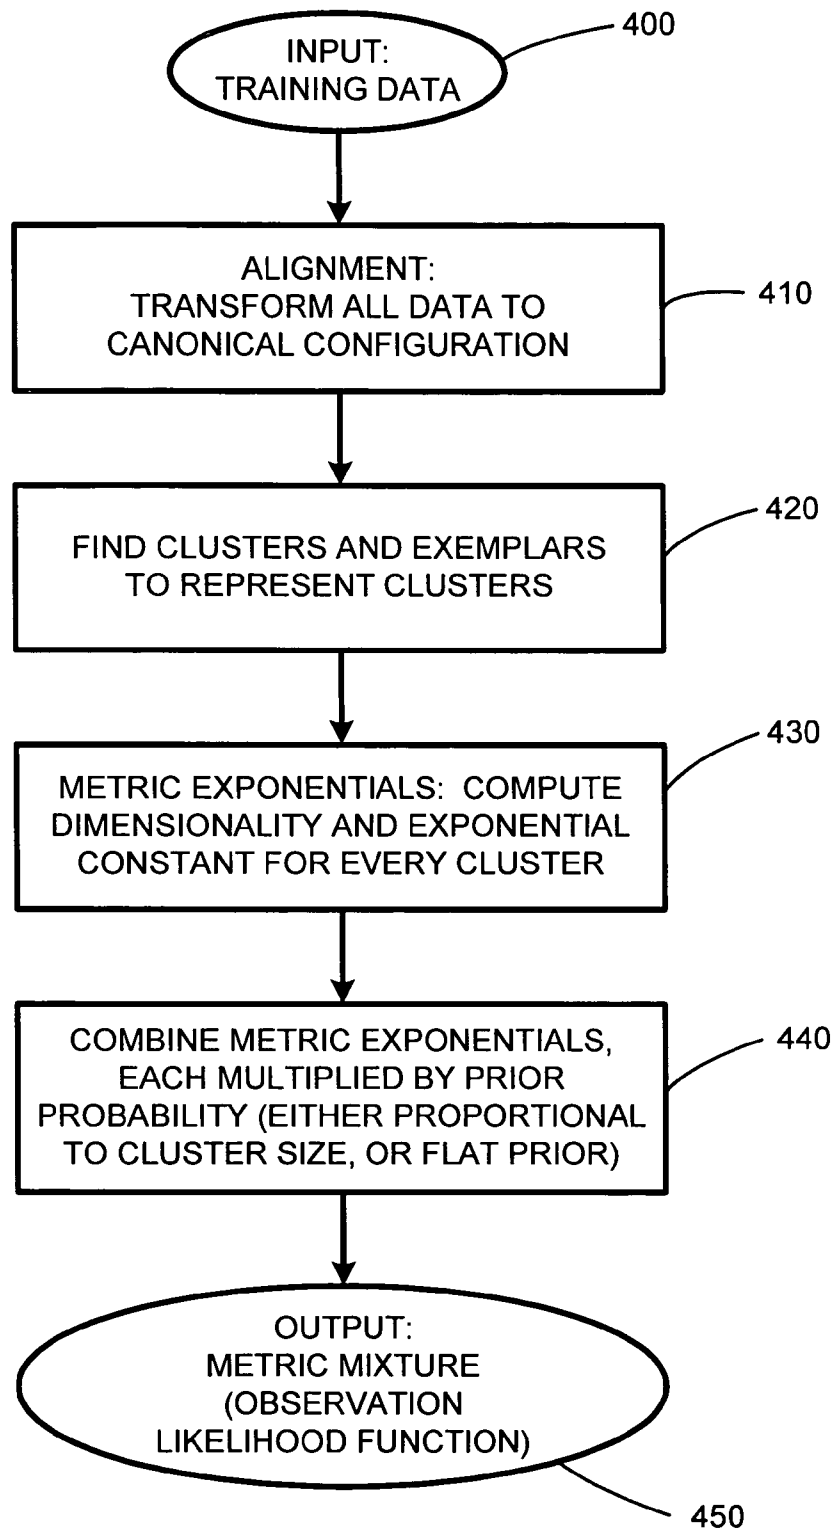 INPUT:
TRAINING DATA
400
ALIGNMENT:
TRANSFORM ALL DATA TO
CANONICAL CONFIGURATION
410
FIND CLUSTERS AND EXEMPLARS
TO REPRESENT CLUSTERS
420
METRIC EXPONENTIALS: COMPUTE
DIMENSIONALITY AND EXPONENTIAL
CONSTANT FOR EVERY CLUSTER
430
COMBINE METRIC EXPONENTIALS,
EACH MULTIPLIED BY PRIOR
PROBABILITY (EITHER PROPORTIONAL
TO CLUSTER SIZE, OR FLAT PRIOR)
440
OUTPUT:
METRIC MIXTURE
(OBSERVATION
LIKELIHOOD FUNCTION)
450